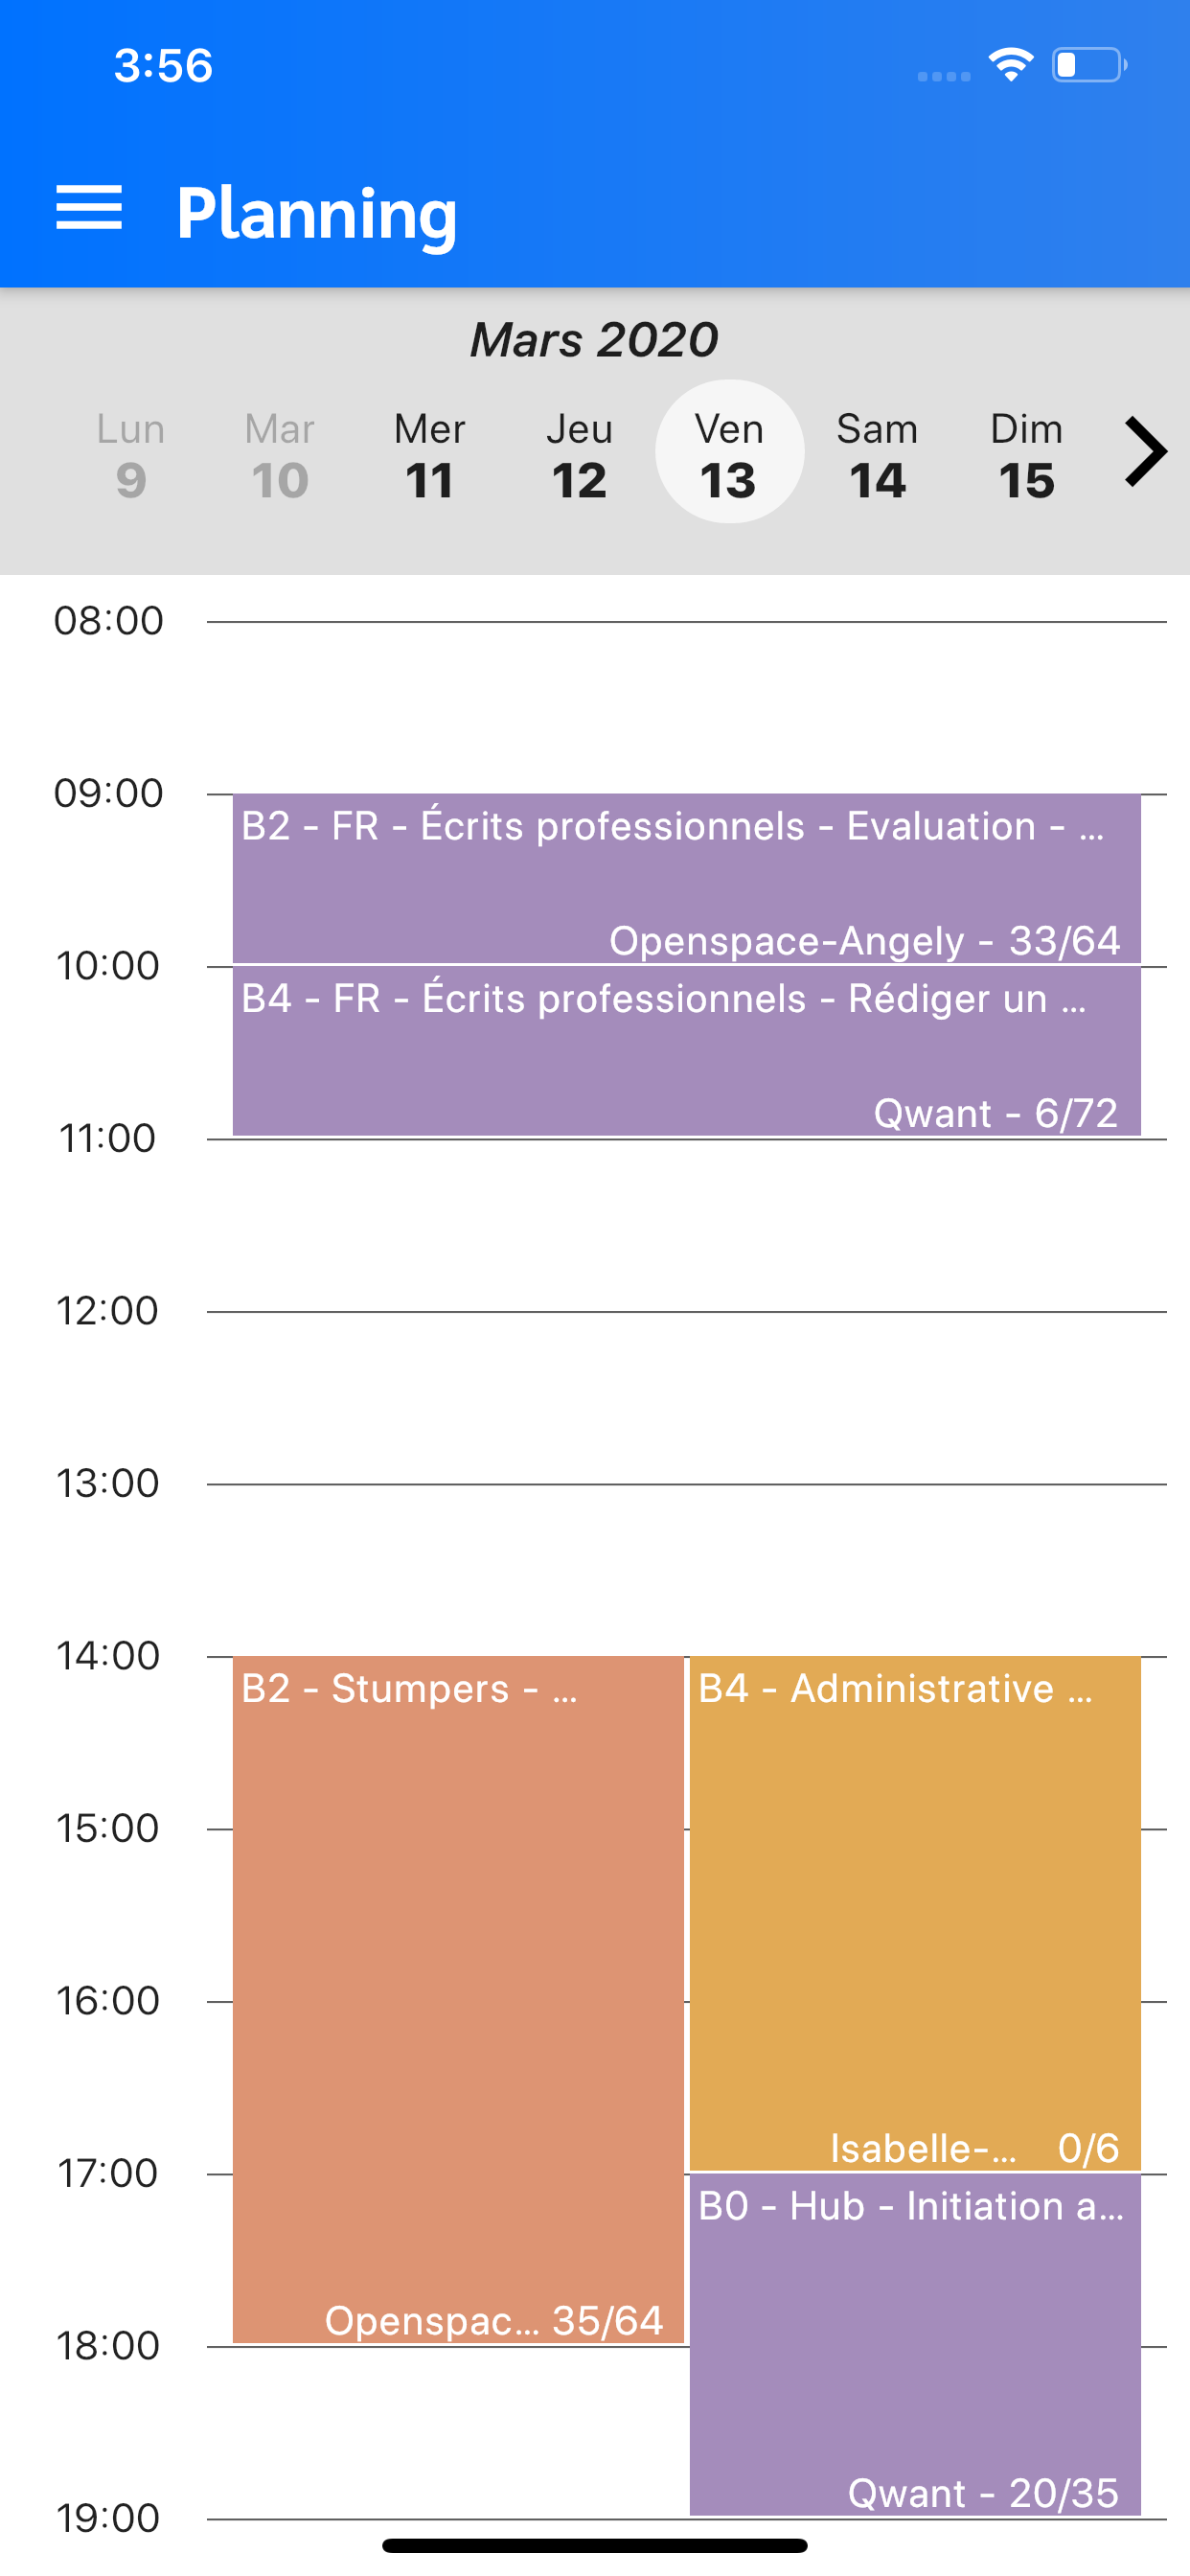 3:56
Planning
Mars 2020
Lun Mar Mer Jeu Ven Sam Dim
9 10 11 12 13 14 15
08:00
09:00
B2 - FR - Écrits professionnels - Evaluation - ...
Openspace-Angely - 33/64
10:00
B4 - FR - Écrits professionnels - Rédiger un ...
Qwant - 6/72
11:00
12:00
13:00
14:00
B2 - Stumpers - ...
B4 - Administrative ...
15:00
16:00
Isabelle-... 0/6
17:00
B0 - Hub - Initiation a...
Openspac... 35/64
18:00
Qwant - 20/35
19:00